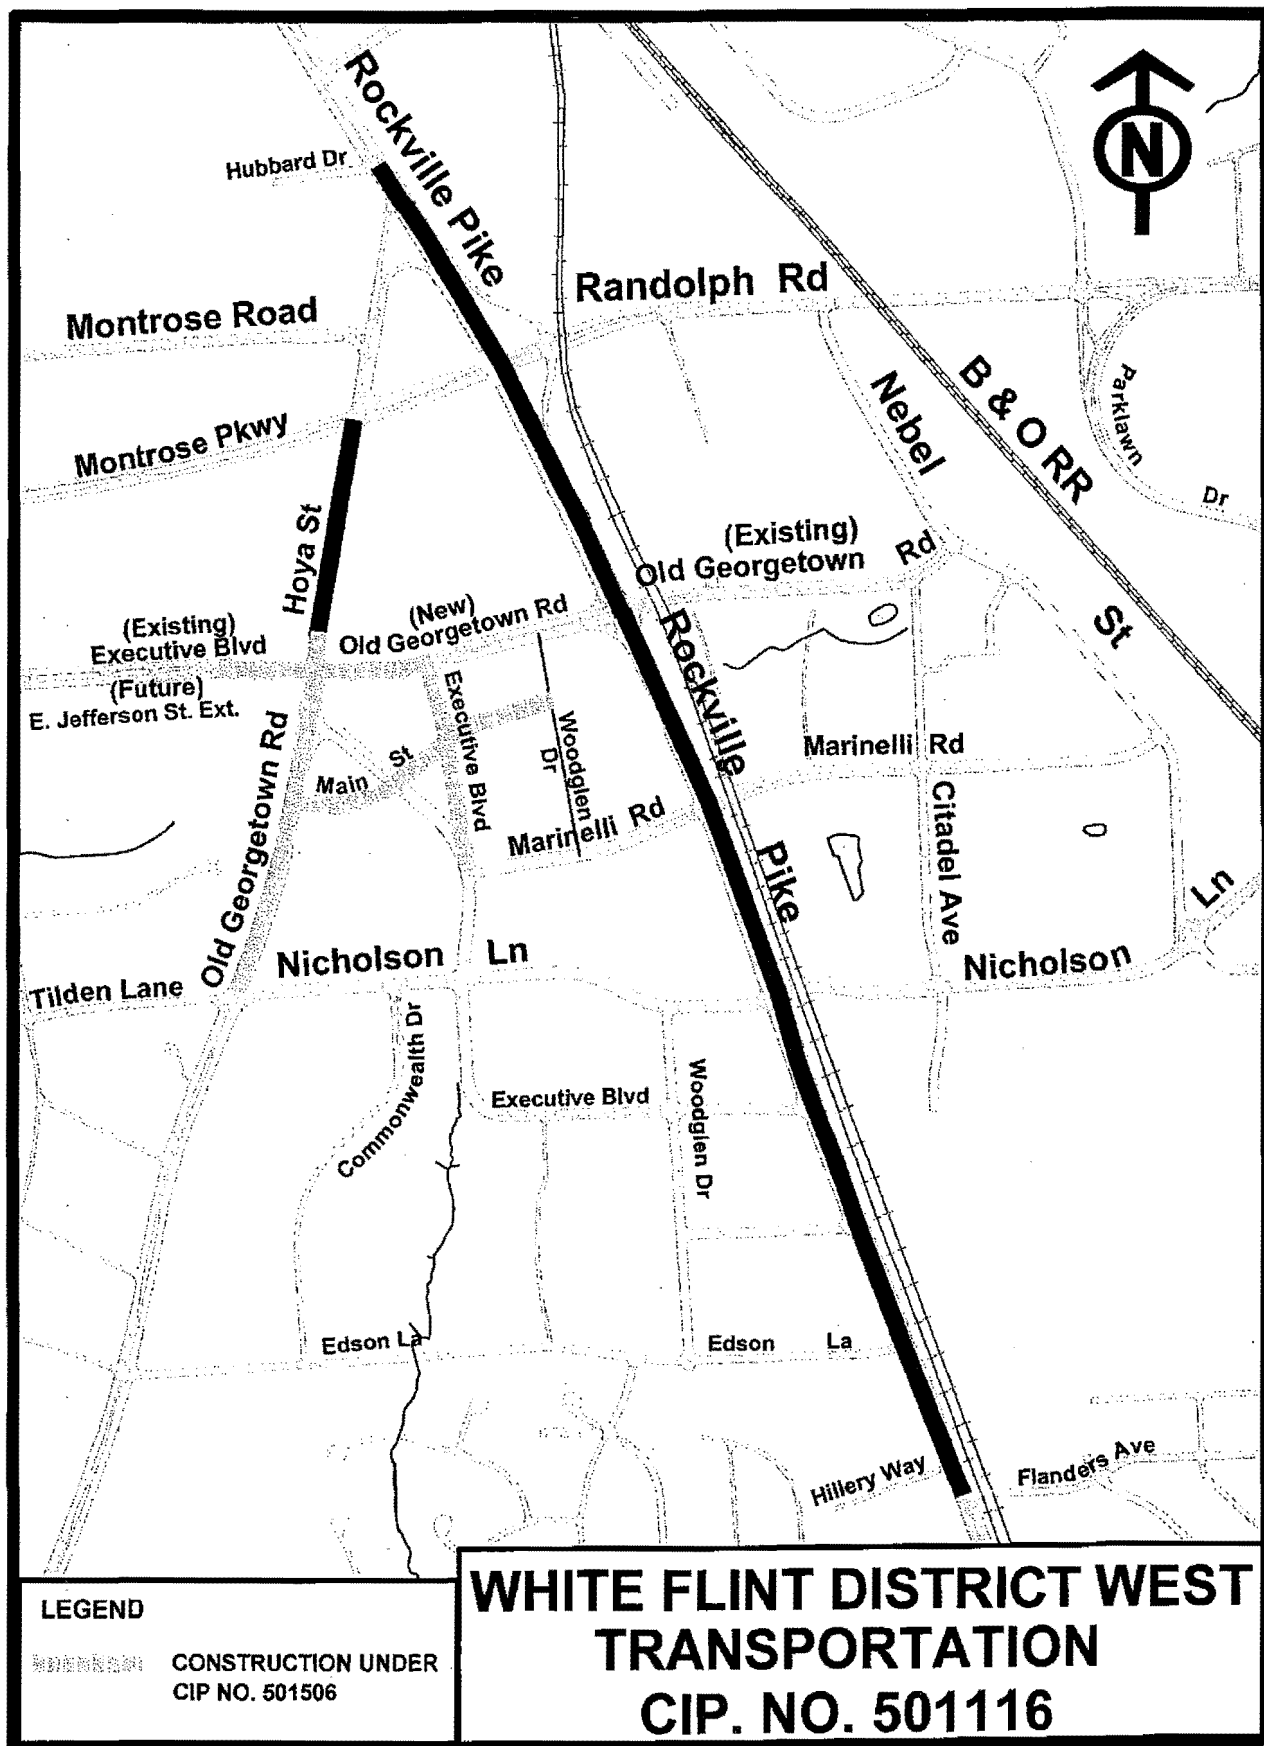 Rockville Pike
N
Hubbard Dr
Randolph Rd
Montrose Road
B & O RR
Parklawn
Dr
Nebel
St
Montrose Pkwy
Hoya St
(Existing)
Old Georgetown Rd
(New)
Old Georgetown Rd
(Existing)
Executive Blvd
(Future)
E. Jefferson St. Ext.
Rockville
Pike
Executive Blvd
Woodglen
Dr
Main St
Marinelli Rd
Marinelli Rd
Citadel Ave
Old Georgetown Rd
Nicholson Ln
Nicholson
Ln
Tilden Lane
Commonwealth Dr
Executive Blvd
Woodglen Dr
Edson La
Edson La
Hillery Way
Flanders Ave
LEGEND
CONSTRUCTION UNDER
CIP NO. 501506
WHITE FLINT DISTRICT WEST
TRANSPORTATION
CIP. NO. 501116